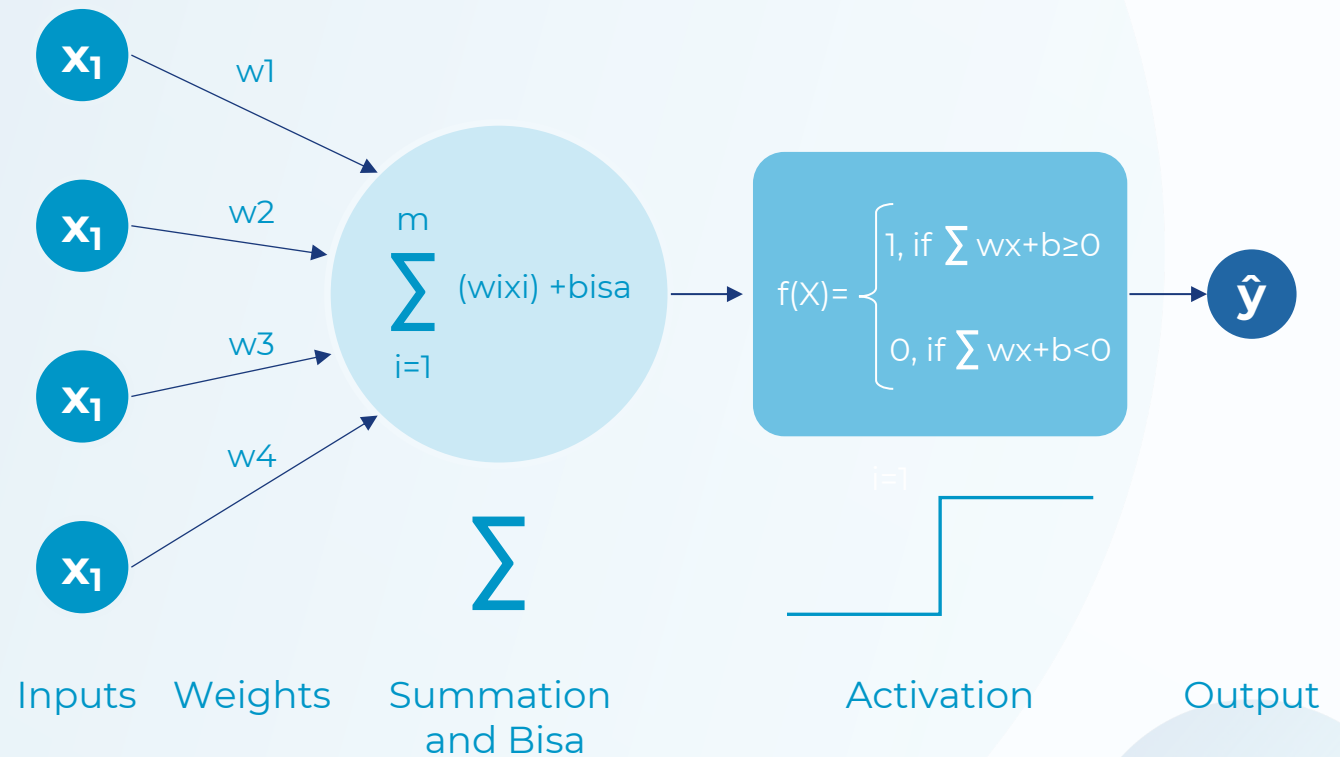 x₁
w1
x₁
w2
x₁
w3
x₁
w4
m
∑ (wixi) +bisa
i=1
∑
f(X)=
1, if ∑ wx+b≥0
0, if ∑ wx+b<0
i=1
ŷ
Inputs
Weights
Summation
and Bisa
Activation
Output